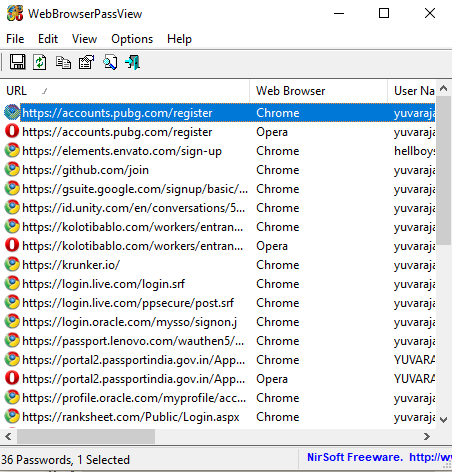 WebBrowserPassView
File Edit View Options Help
URL Web Browser User Na
https://accounts.pubg.com/register Chrome yuvaraja
https://accounts.pubg.com/register Opera yuvaraja
https://elements.envato.com/sign-up Chrome hellboys
https://github.com/join Chrome yuvaraja
https://gsuite.google.com/signup/basic/... Chrome yuvaraja
https://id.unity.com/en/conversations/5... Chrome yuvaraja
https://kolotibablo.com/workers/entran... Chrome yuvaraja
https://kolotibablo.com/workers/entran... Opera yuvaraja
https://krunker.io/ Chrome yuvaraja
https://login.live.com/login.srf Chrome yuvaraja
https://login.live.com/ppsecure/post.srf Chrome yuvaraja
https://login.oracle.com/mysso/signon.j Chrome yuvaraja
https://passport.lenovo.com/wauthen5/... Chrome yuvaraja
https://portal2.passportindia.gov.in/App... Chrome YUVARA
https://portal2.passportindia.gov.in/App... Opera YUVARA
https://profile.oracle.com/myprofile/acc... Chrome yuvaraja
https://ranksheet.com/Public/Login.aspx Chrome yuvaraja
36 Passwords, 1 Selected NirSoft Freeware. http://w